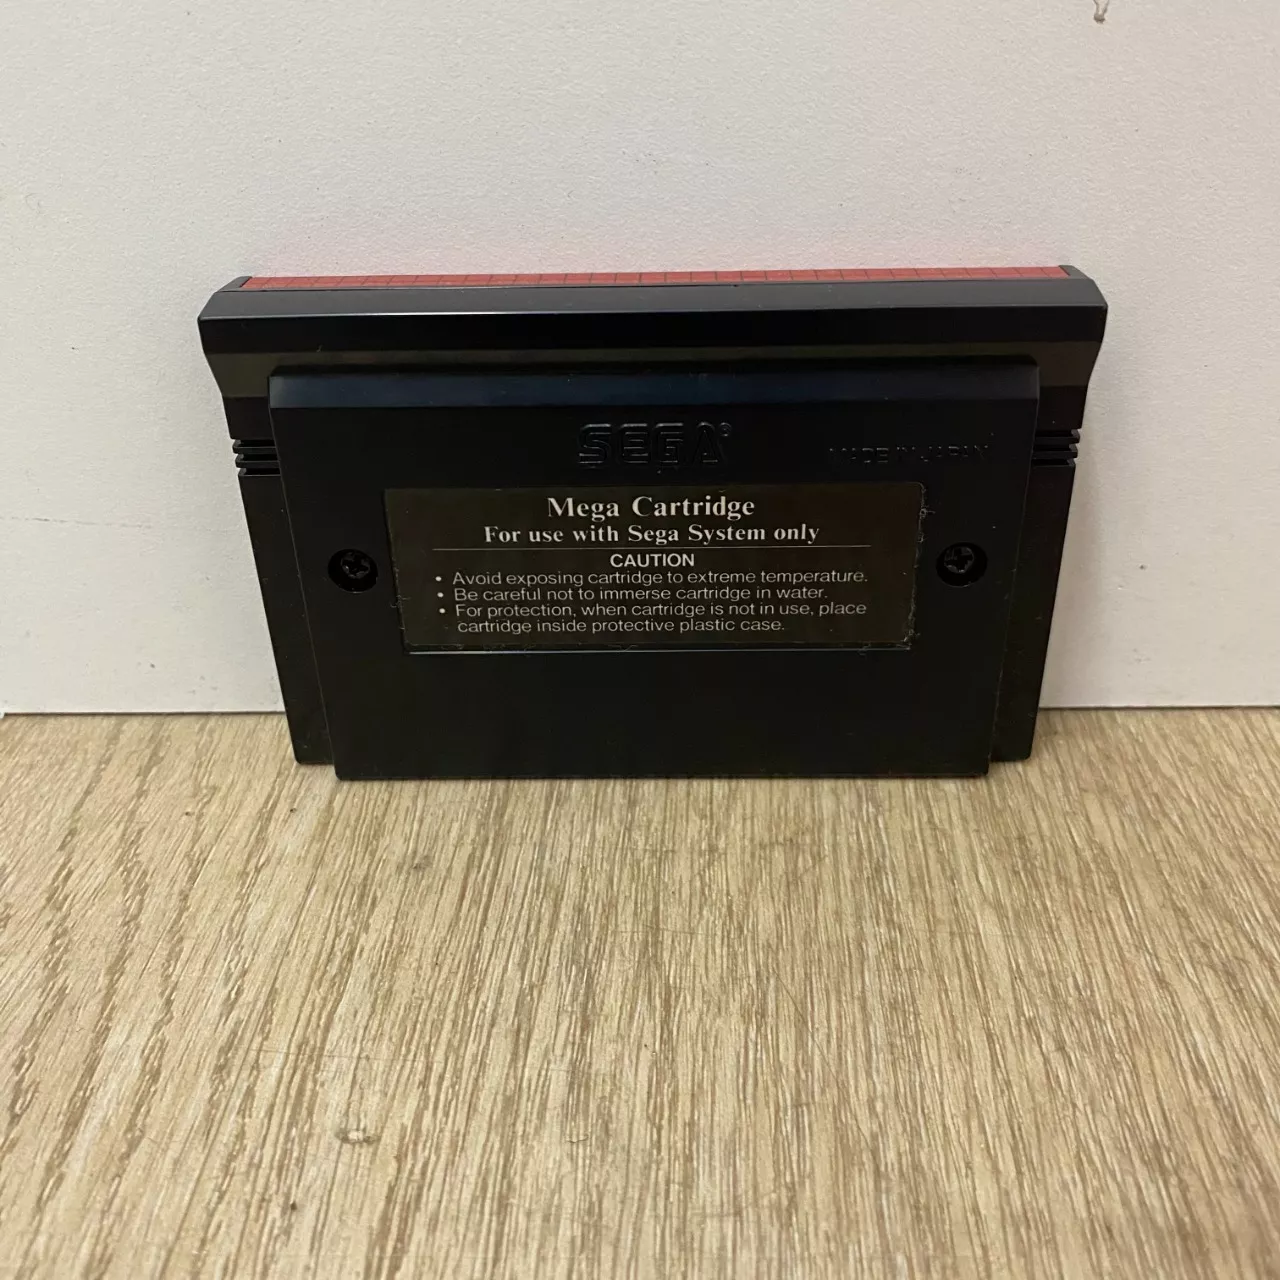 SEGA®
MADE IN JAPAN
Mega Cartridge
For use with Sega System only
CAUTION
• Avoid exposing cartridge to extreme temperature.
• Be careful not to immerse cartridge in water.
• For protection, when cartridge is not in use, place
cartridge inside protective plastic case.